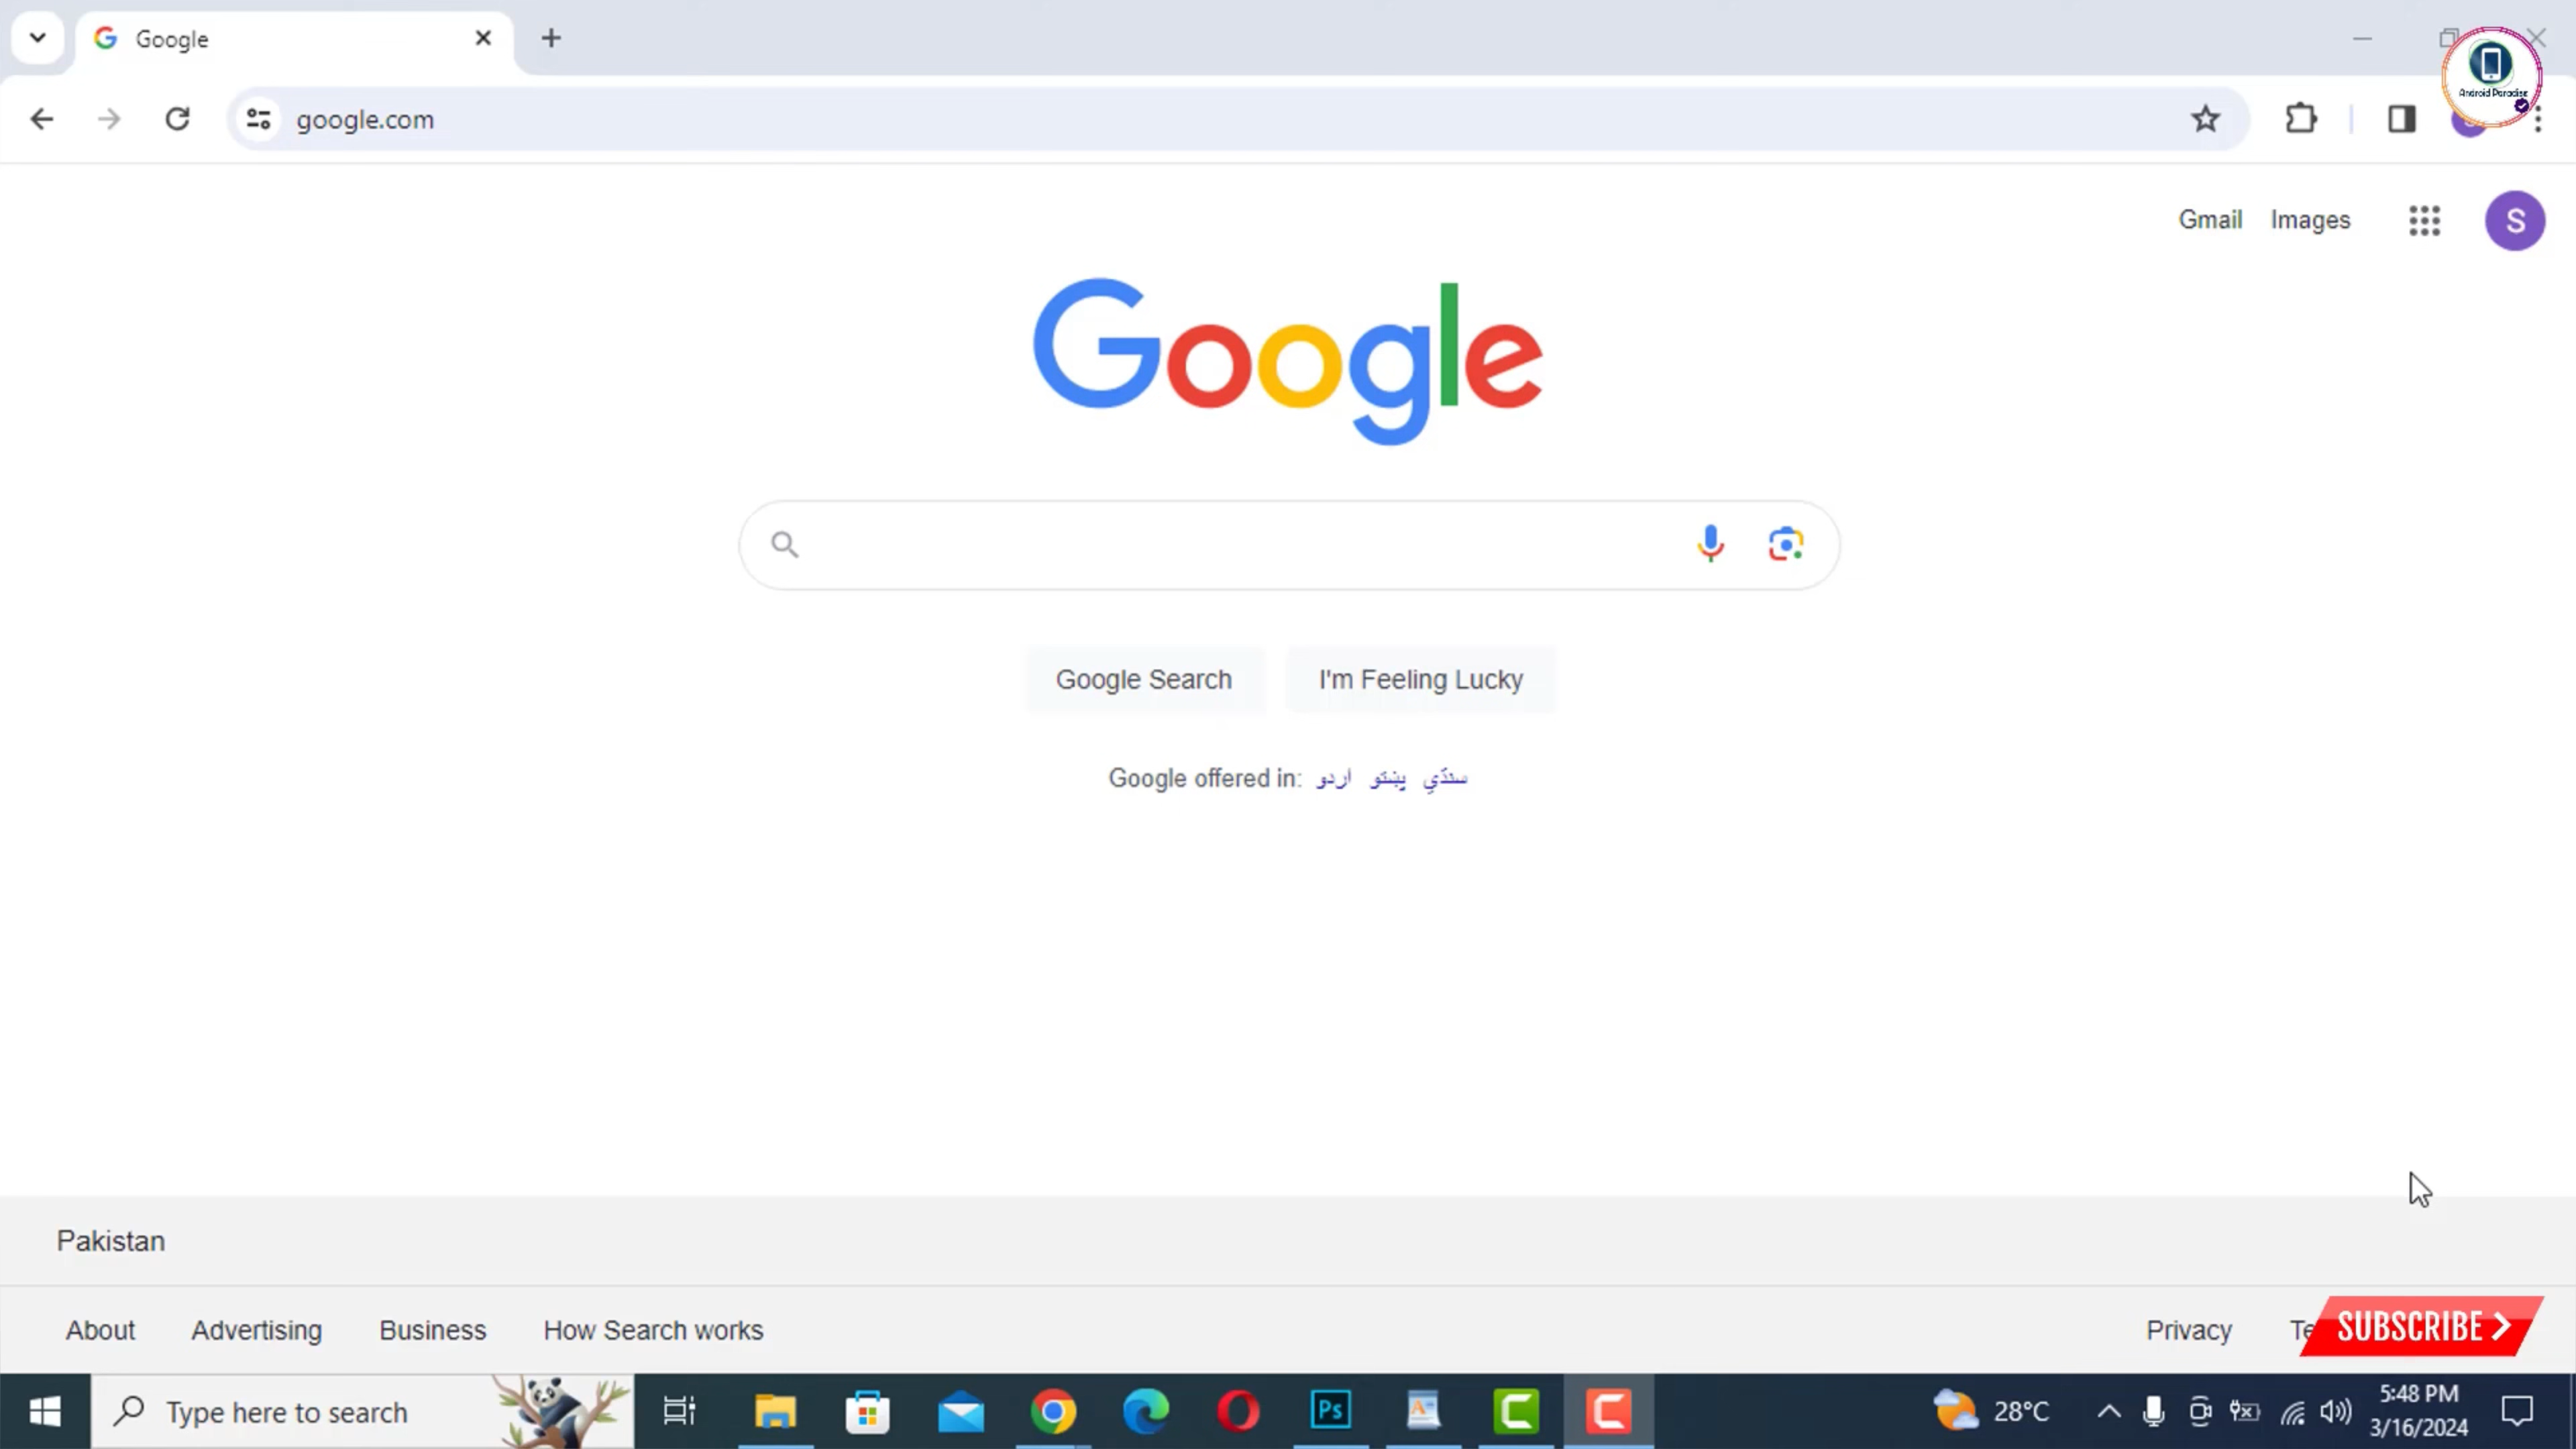 Google
google.com
Android Paradise
Gmail Images
S
Google
Google Search I'm Feeling Lucky
Google offered in: اردو پښتو سنڌي
Pakistan
About Advertising Business How Search works Privacy
SUBSCRIBE
Type here to search
Ps
28°C
5:48 PM
3/16/2024